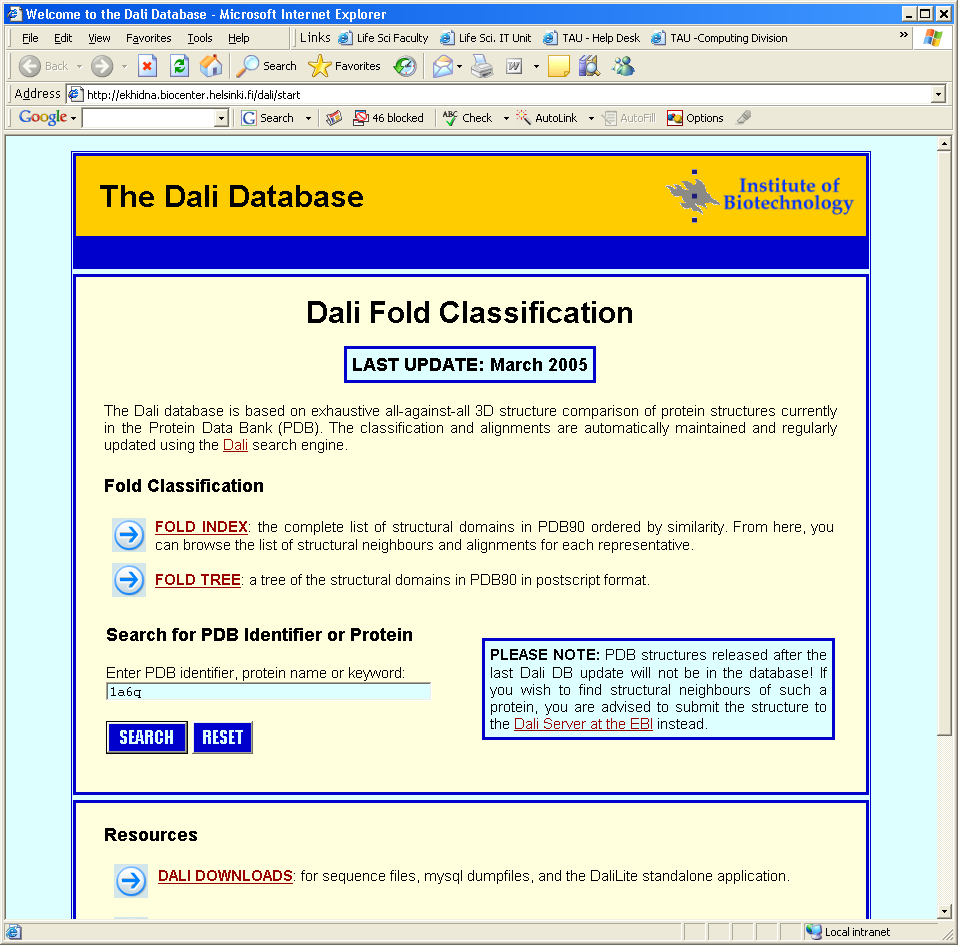 Welcome to the Dali Database - Microsoft Internet Explorer
File Edit View Favorites Tools Help Links Life Sci Faculty Life Sci. IT Unit TAU - Help Desk TAU -Computing Division »
Back Search Favorites
Address http://ekhidna.biocenter.helsinki.fi/dali/start
Google Search 46 blocked ABC Check AutoLink AutoFill Options
The Dali Database
Institute of
Biotechnology
Dali Fold Classification
LAST UPDATE: March 2005
The Dali database is based on exhaustive all-against-all 3D structure comparison of protein structures currently
in the Protein Data Bank (PDB). The classification and alignments are automatically maintained and regularly
updated using the Dali search engine.
Fold Classification
FOLD INDEX: the complete list of structural domains in PDB90 ordered by similarity. From here, you
can browse the list of structural neighbours and alignments for each representative.
FOLD TREE: a tree of the structural domains in PDB90 in postscript format.
Search for PDB Identifier or Protein
Enter PDB identifier, protein name or keyword:
1a6q
SEARCH RESET
PLEASE NOTE: PDB structures released after the
last Dali DB update will not be in the database! If
you wish to find structural neighbours of such a
protein, you are advised to submit the structure to
the Dali Server at the EBI instead.
Resources
DALI DOWNLOADS: for sequence files, mysql dumpfiles, and the DaliLite standalone application.
Local intranet